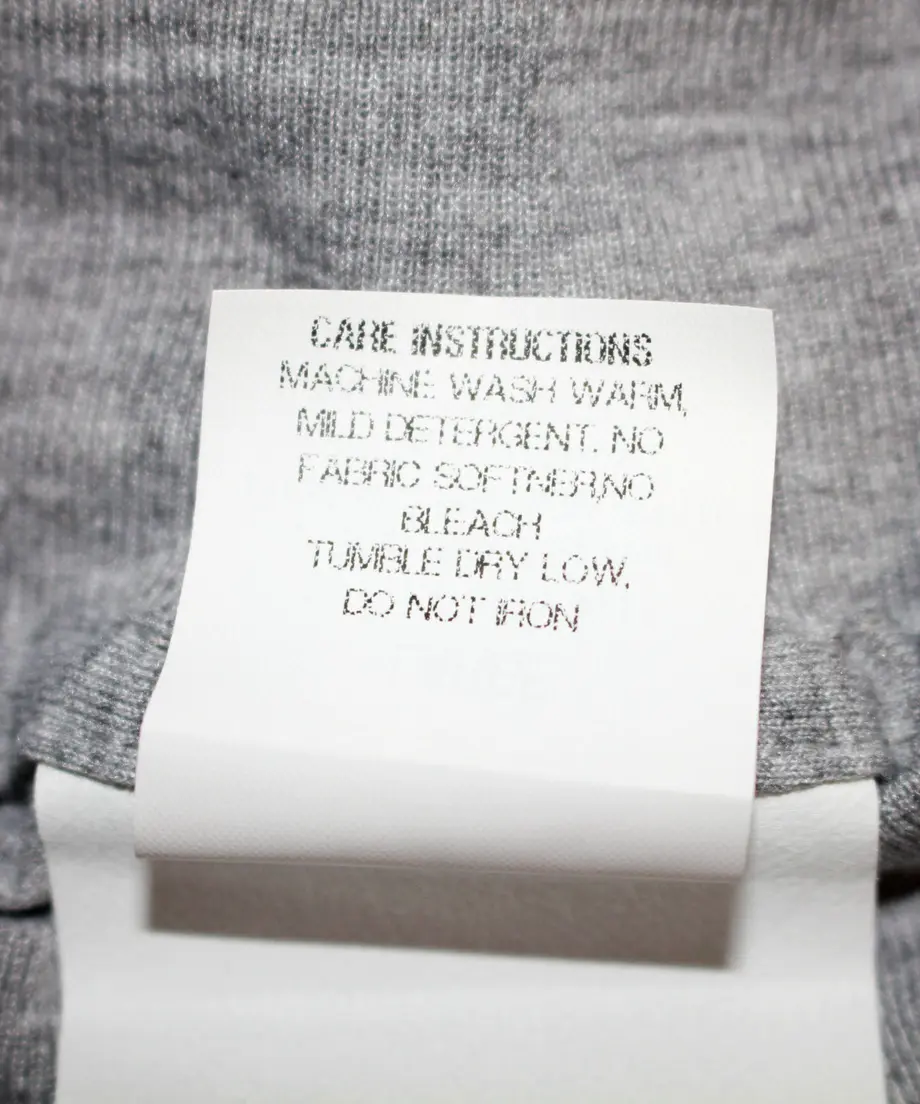 CARE INSTRUCTIONS
MACHINE WASH WARM,
MILD DETERGENT. NO
FABRIC SOFTNER,NO
BLEACH
TUMBLE DRY LOW,
DO NOT IRON